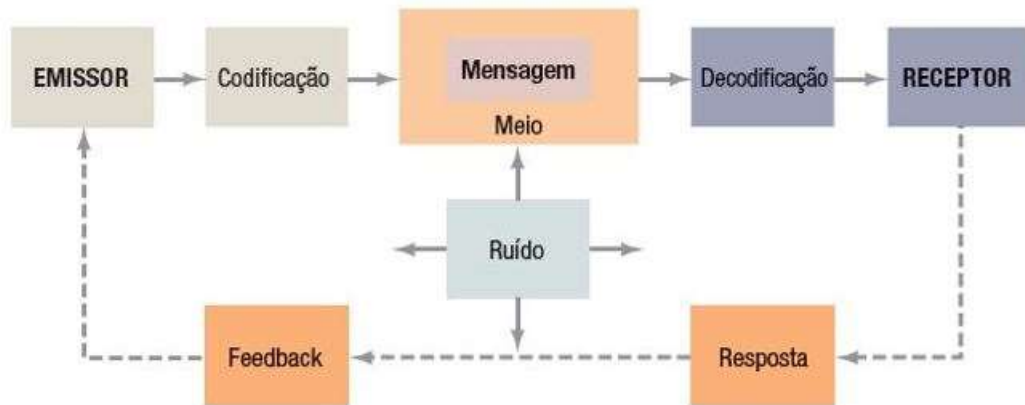 EMISSOR
Codificação
Mensagem
Meio
Decodificação
RECEPTOR
Ruído
Feedback
Resposta